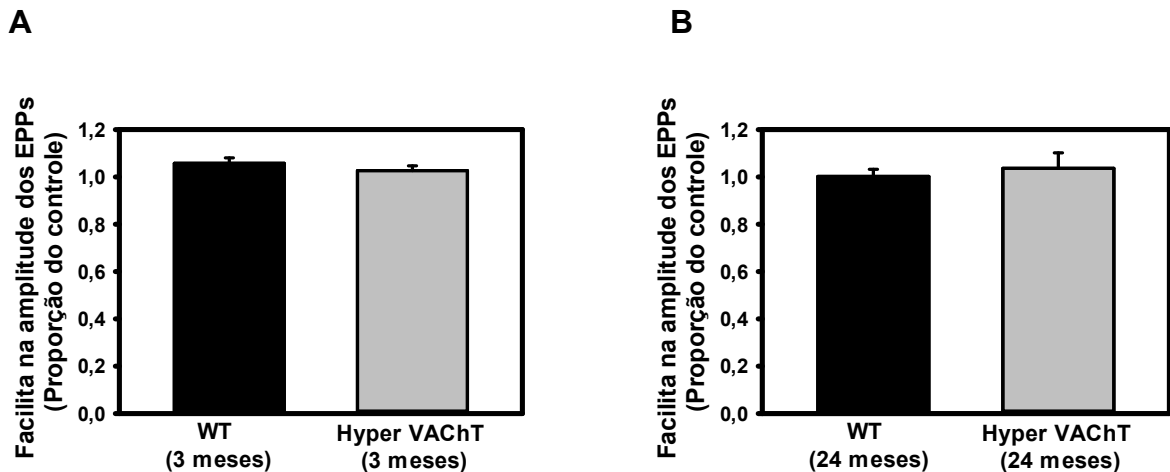 A
Facilita na amplitude dos EPPs
(Proporção do controle)
1,2
1,0
0,8
0,6
0,4
0,2
0,0
WT
(3 meses)
Hyper VAChT
(3 meses)
B
Facilita na amplitude dos EPPs
(Proporção do controle)
1,2
1,0
0,8
0,6
0,4
0,2
0,0
WT
(24 meses)
Hyper VAChT
(24 meses)